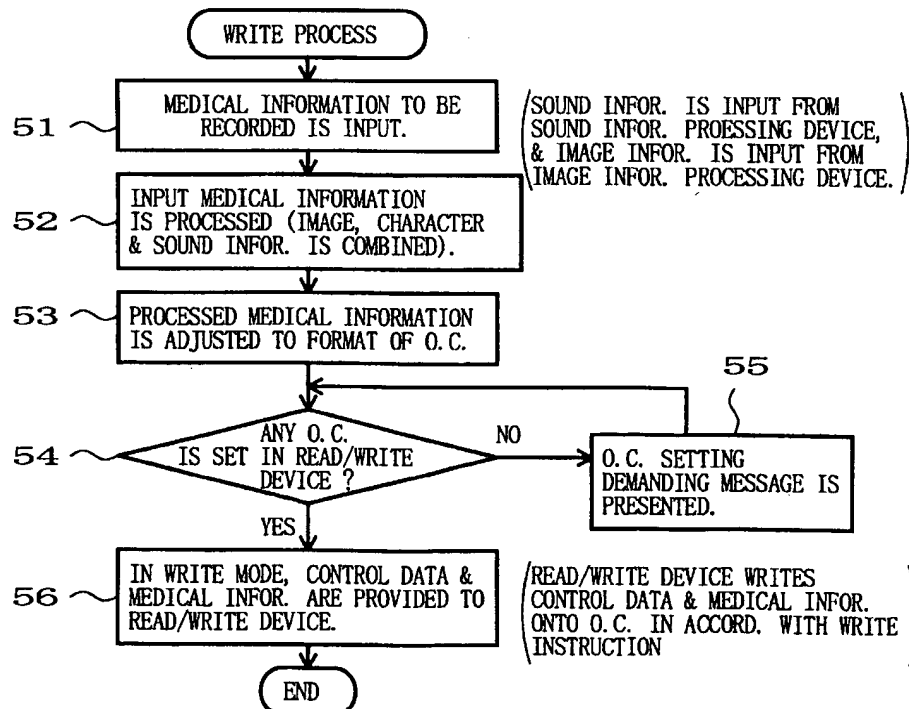 WRITE PROCESS
51
MEDICAL INFORMATION TO BE
RECORDED IS INPUT.
SOUND INFOR. IS INPUT FROM
SOUND INFOR. PROESSING DEVICE,
& IMAGE INFOR. IS INPUT FROM
IMAGE INFOR. PROCESSING DEVICE.
52
INPUT MEDICAL INFORMATION
IS PROCESSED (IMAGE, CHARACTER
& SOUND INFOR. IS COMBINED).
53
PROCESSED MEDICAL INFORMATION
IS ADJUSTED TO FORMAT OF O.C.
54
ANY O.C.
IS SET IN READ/WRITE
DEVICE ?
NO
55
O.C. SETTING
DEMANDING MESSAGE IS
PRESENTED.
YES
56
IN WRITE MODE, CONTROL DATA &
MEDICAL INFOR. ARE PROVIDED TO
READ/WRITE DEVICE.
READ/WRITE DEVICE WRITES
CONTROL DATA & MEDICAL INFOR.
ONTO O.C. IN ACCORD. WITH WRITE
INSTRUCTION
END